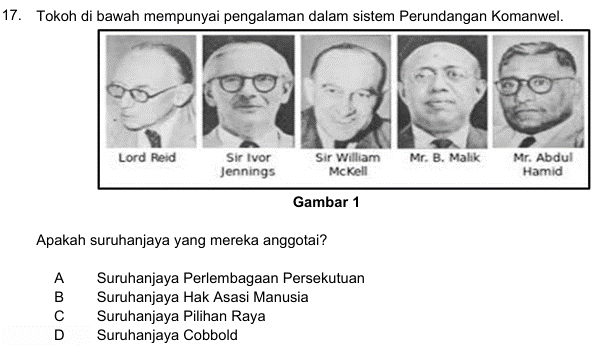 17. Tokoh di bawah mempunyai pengalaman dalam sistem Perundangan Komanwel.
Lord Reid
Sir Ivor
Jennings
Sir William
McKell
Mr. B. Malik
Mr. Abdul
Hamid
Gambar 1
Apakah suruhanjaya yang mereka anggotai?
A Suruhanjaya Perlembagaan Persekutuan
B Suruhanjaya Hak Asasi Manusia
C Suruhanjaya Pilihan Raya
D Suruhanjaya Cobbold